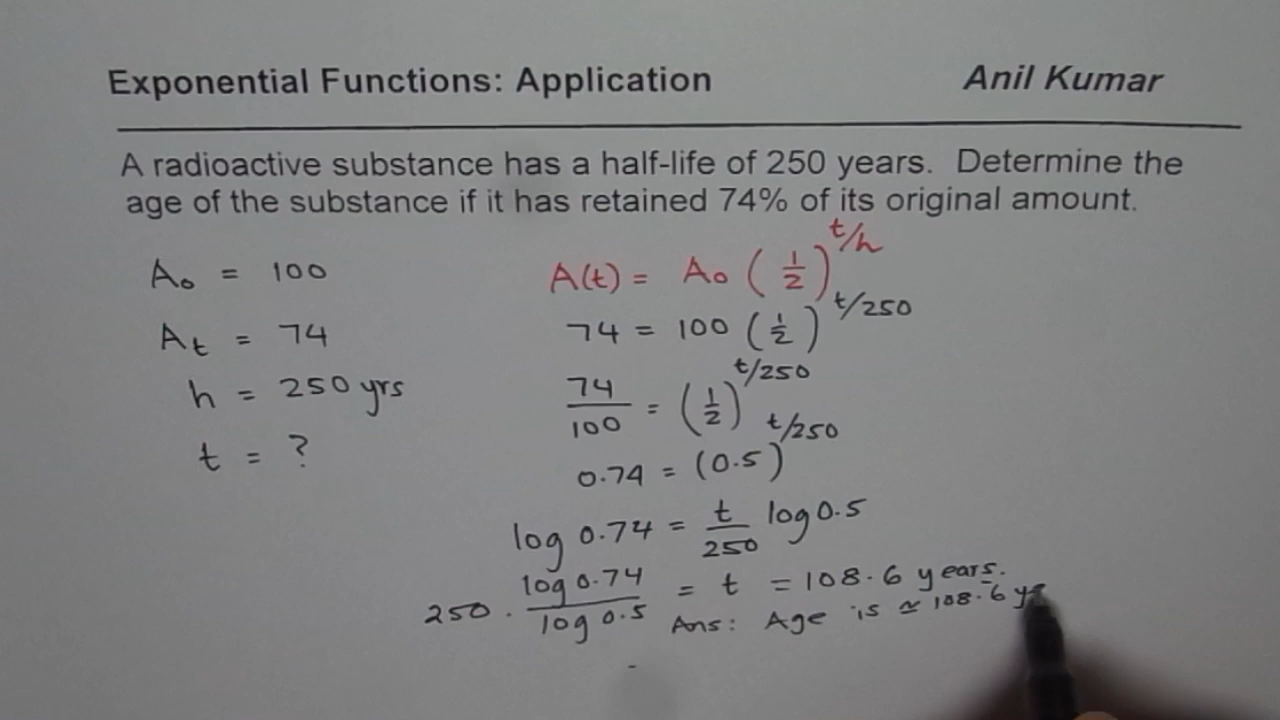 Exponential Functions: Application Anil Kumar
A radioactive substance has a half-life of 250 years. Determine the
age of the substance if it has retained 74% of its original amount.
A₀ = 100
Aₜ = 74
h = 250 yrs
t = ?
A(t) = A₀ (1/2)^t/h
74 = 100 (1/2)^t/250
74/100 = (1/2)^t/250
0.74 = (0.5)^t/250
log 0.74 = t/250 log 0.5
250 · log 0.74/log 0.5 = t = 108.6 years.
Ans: Age is ≃ 108.6